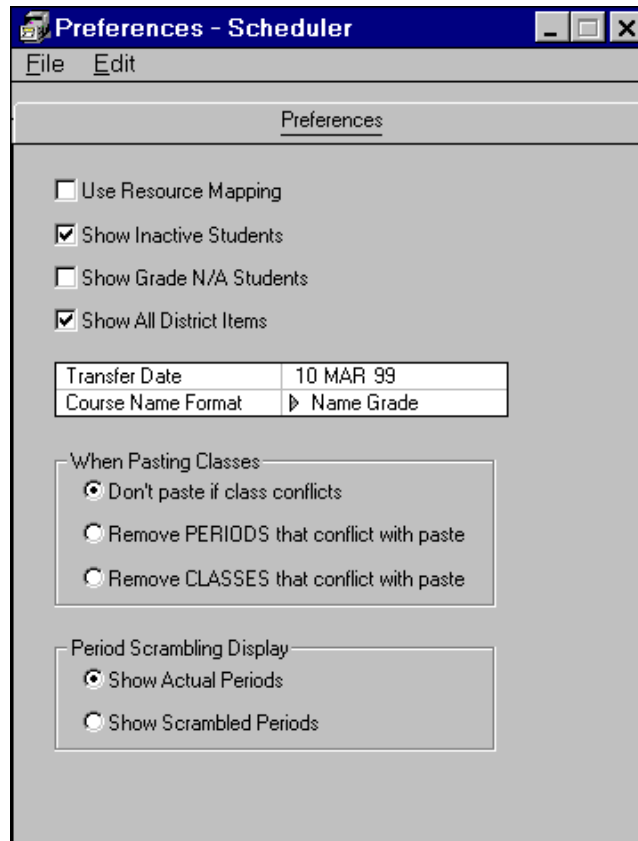 Preferences - Scheduler
File Edit
Preferences
Use Resource Mapping
Show Inactive Students
Show Grade N/A Students
Show All District Items
Transfer Date 10 MAR 99
Course Name Format Name Grade
When Pasting Classes
Don't paste if class conflicts
Remove PERIODS that conflict with paste
Remove CLASSES that conflict with paste
Period Scrambling Display
Show Actual Periods
Show Scrambled Periods